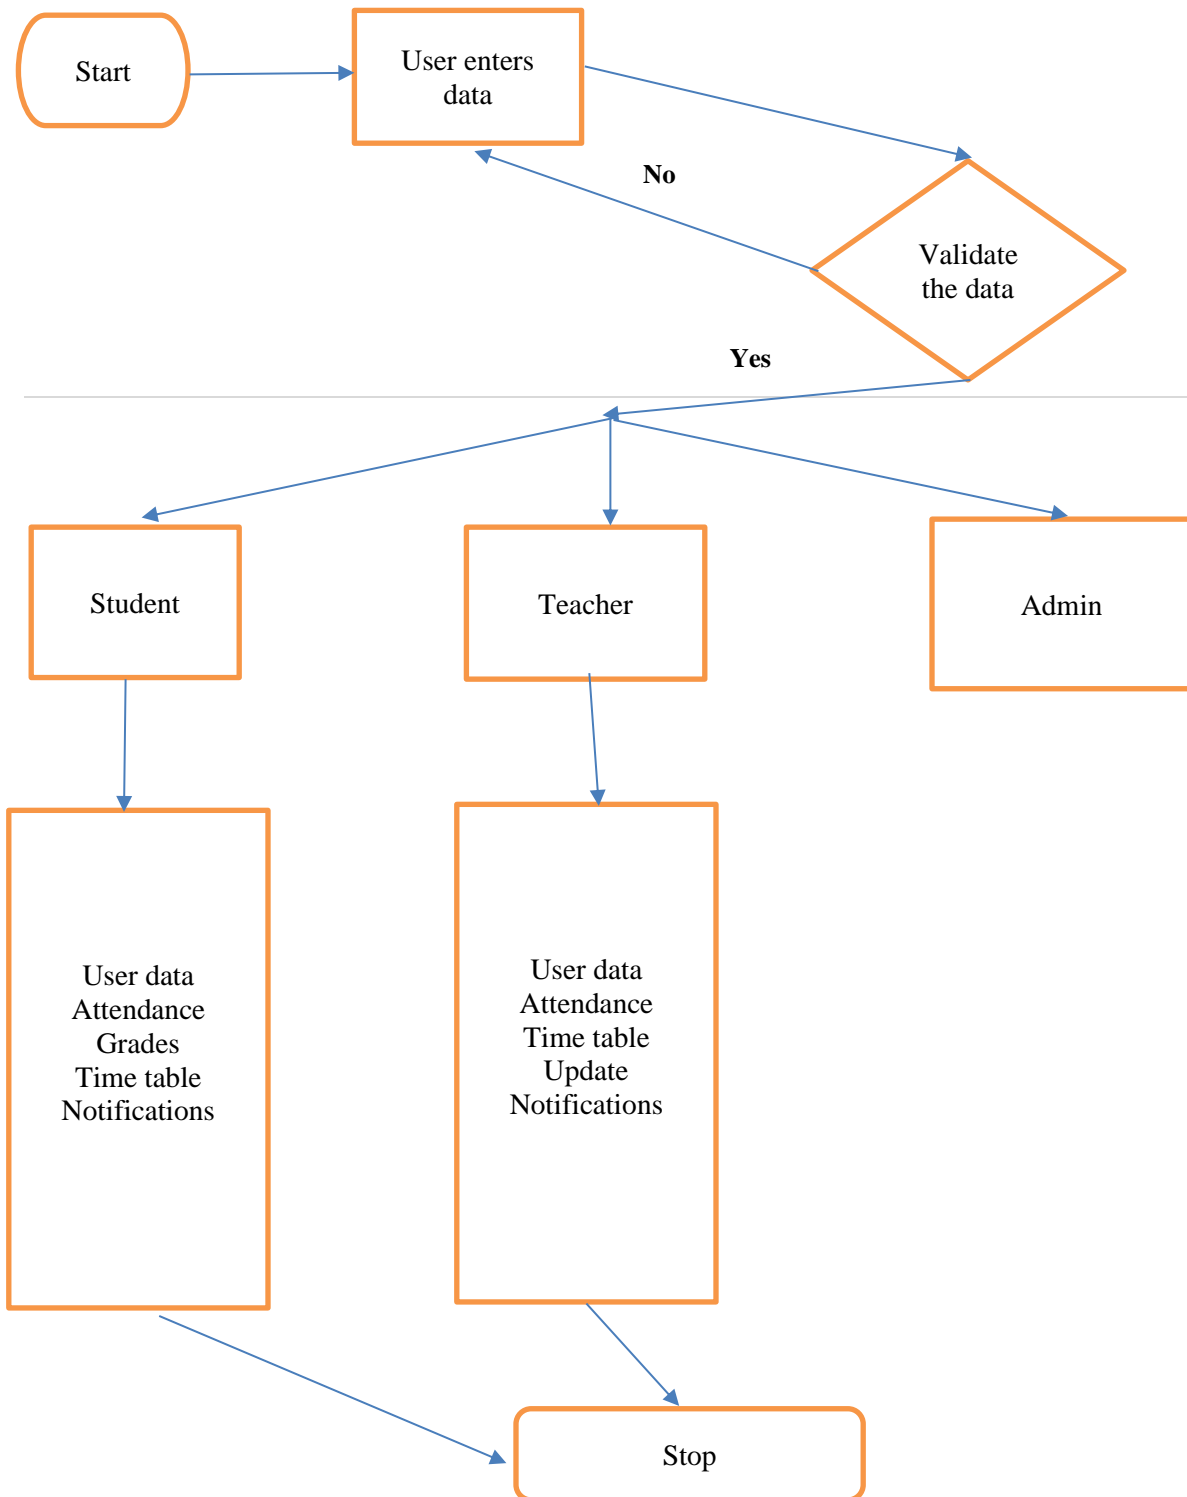 Start
User enters
data
No
Validate
the data
Yes
Student
Teacher
Admin
User data
Attendance
Grades
Time table
Notifications
User data
Attendance
Time table
Update
Notifications
Stop